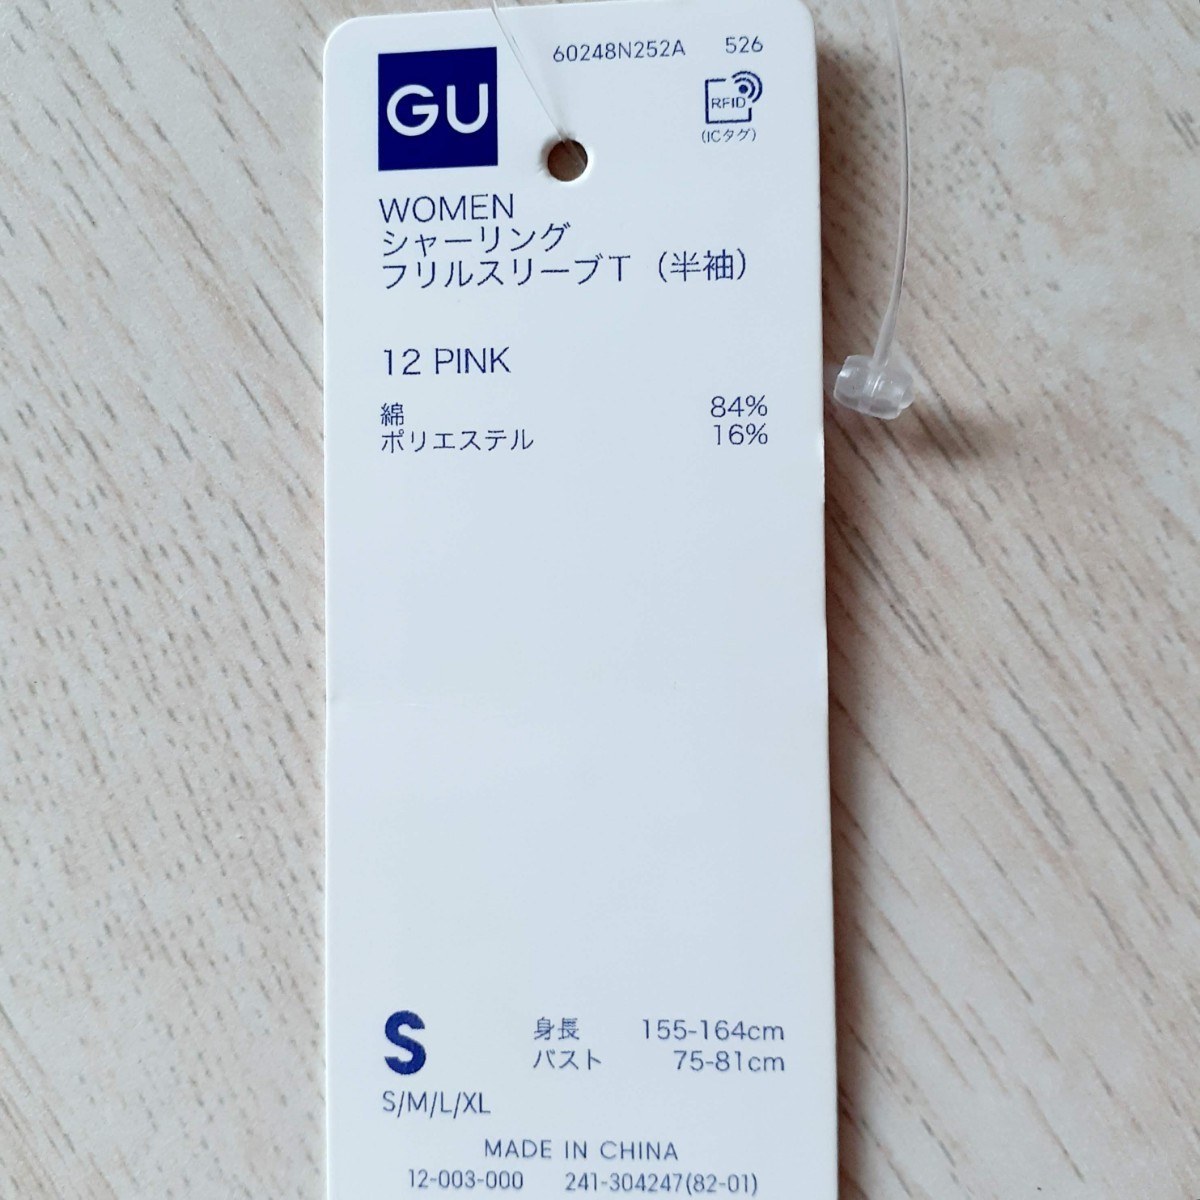 GU
60248N252A 526
RFID
(ICタグ)
WOMEN
シャーリング
フリルスリーブT（半袖）
12 PINK
綿 84%
ポリエステル 16%
S 身長 155-164cm
バスト 75-81cm
S/M/L/XL
MADE IN CHINA
12-003-000 241-304247(82-01)